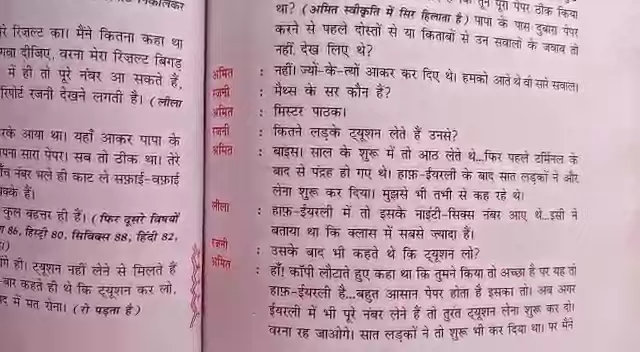 रे रिज़ल्ट का। मैंने कितना कहा था
दीजिए, वरना मेरा रिज़ल्ट बिगड़
में ही तो पूरे नंबर आ सकते हैं,
रिपोर्ट रजनी देखने लगती है। (लीला
रके आया था। यहाँ आकर पापा के
पना सारा पेपर। सब तो ठीक था। तेरे
नंबर भले ही काट ले सफ़ाई-वफ़ाई
क्के हैं।
कुल बहत्तर ही हैं। (फिर दूसरे विषयों
86, हिस्ट्री 80, सिविक्स 88, हिंदी 82,
गे ही। ट्यूशन नहीं लेने से मिलते हैं
बार कहते ही थे कि ट्यूशन कर लो,
द में मत रोना। (रो पड़ता है)
तूने पूरा पेपर ठीक किया
था? (अमित स्वीकृति में सिर हिलाता है) पापा के पास दुबारा पेपर
करने से पहले दोस्तों से या किताबों से उन सवालों के जवाब तो
नहीं देख लिए थे?
अमित : नहीं। ज्यों-के-त्यों आकर कर दिए थे। हमको आते थे वो सारे सवाल।
रजनी : मैथ्स के सर कौन हैं?
अमित : मिस्टर पाठक।
रजनी : कितने लड़के ट्यूशन लेते हैं उनसे?
अमित : बाइस। साल के शुरू में तो आठ लेते थे...फिर पहले टर्मिनल के
बाद से पंद्रह हो गए थे। हाफ़-ईयरली के बाद सात लड़कों ने और
लेना शुरू कर दिया। मुझसे भी तभी से कह रहे थे।
लीला : हाफ़-ईयरली में तो इसके नाईंटी-सिक्स नंबर आए थे...इसी ने
बताया था कि क्लास में सबसे ज्यादा हैं।
रजनी : उसके बाद भी कहते थे कि ट्यूशन लो?
अमित : हाँ! कॉपी लौटाते हुए कहा था कि तुमने किया तो अच्छा है पर यह तो
हाफ़-ईयरली है...बहुत आसान पेपर होता है इसका तो। अब अगर
ईयरली में भी पूरे नंबर लेने हैं तो तुरंत ट्यूशन लेना शुरू कर दो।
वरना रह जाओगे। सात लड़कों ने तो शुरू भी कर दिया था। पर मैंने